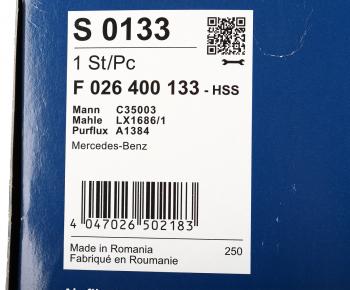 S 0133
1 St/Pc
F 026 400 133 - HSS
Mann C35003
Mahle LX1686/1
Purflux A1384
Mercedes-Benz
4 047026 502183
Made in Romania 250
Fabriqué en Roumanie